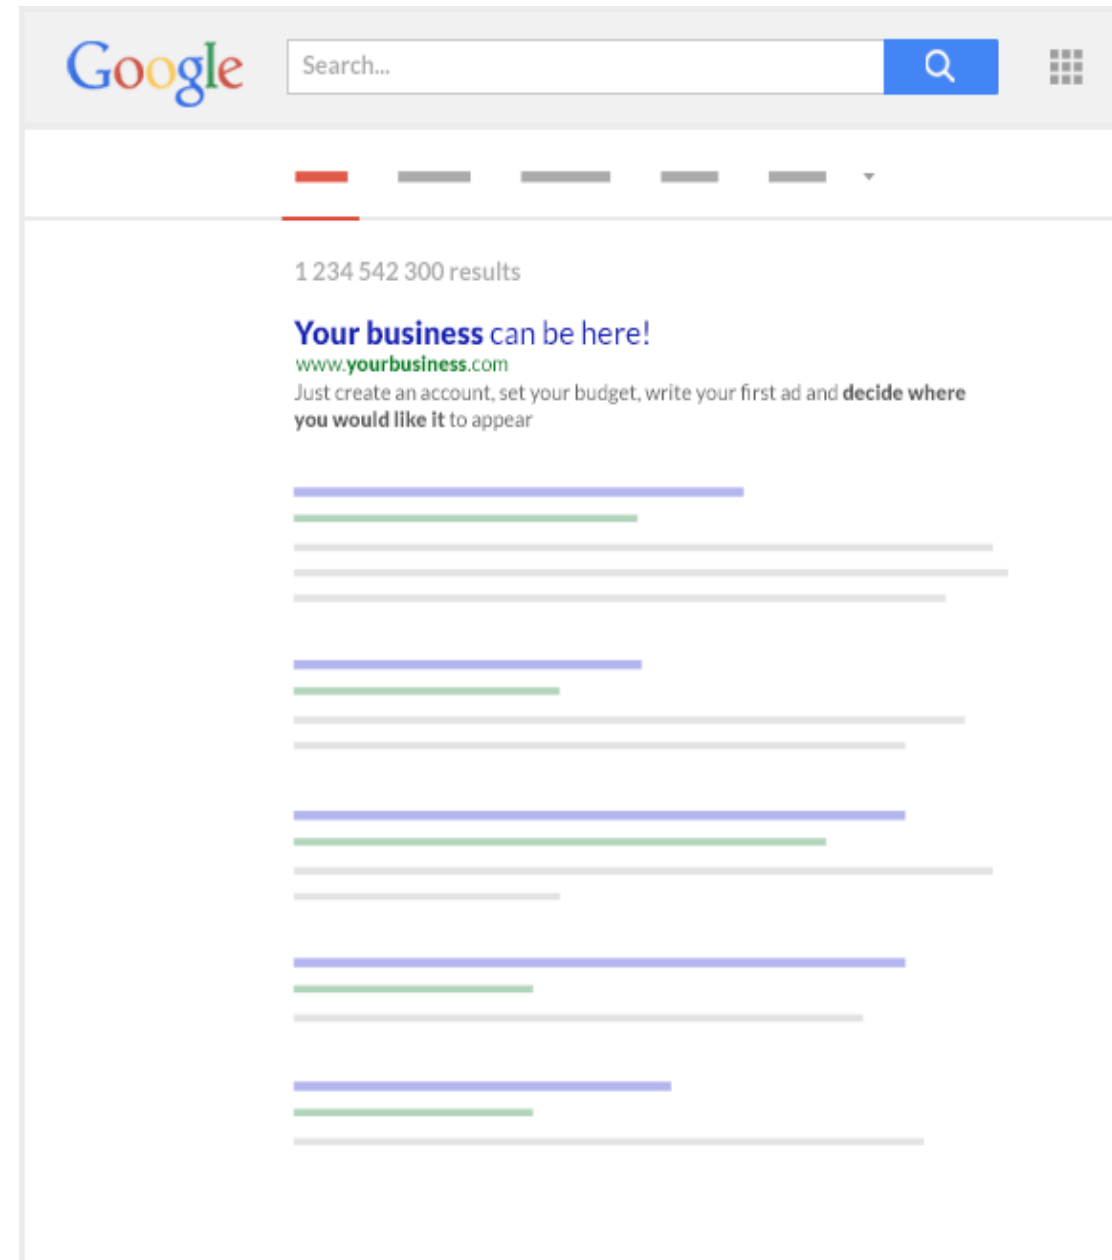 Google
Search...
1 234 542 300 results
Your business can be here!
www.yourbusiness.com
Just create an account, set your budget, write your first ad and decide where
you would like it to appear